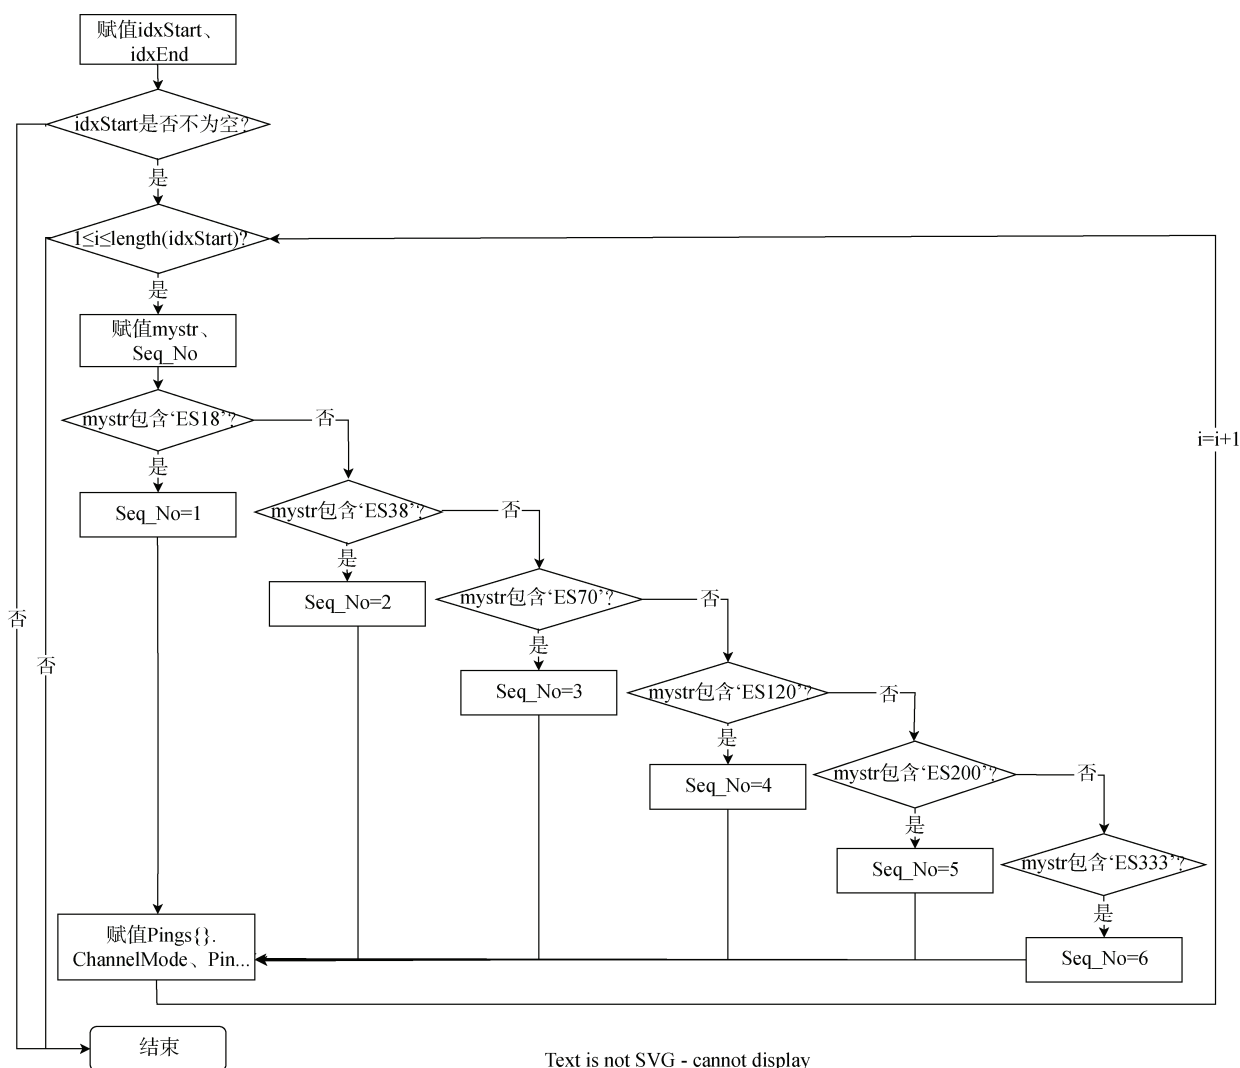 赋值idxStart、
idxEnd
idxStart是否不为空?
是
1≤i≤length(idxStart)?
是
赋值mystr、
Seq_No
mystr包含‘ES18’?
否
i=i+1
是
Seq_No=1
mystr包含‘ES38’?
否
是
Seq_No=2
mystr包含‘ES70’?
否
否
是
否
Seq_No=3
mystr包含‘ES120’?
否
是
Seq_No=4
mystr包含‘ES200’?
否
是
Seq_No=5
mystr包含‘ES333’?
是
赋值Pings{}.
ChannelMode、Pin...
Seq_No=6
结束
Text is not SVG - cannot display